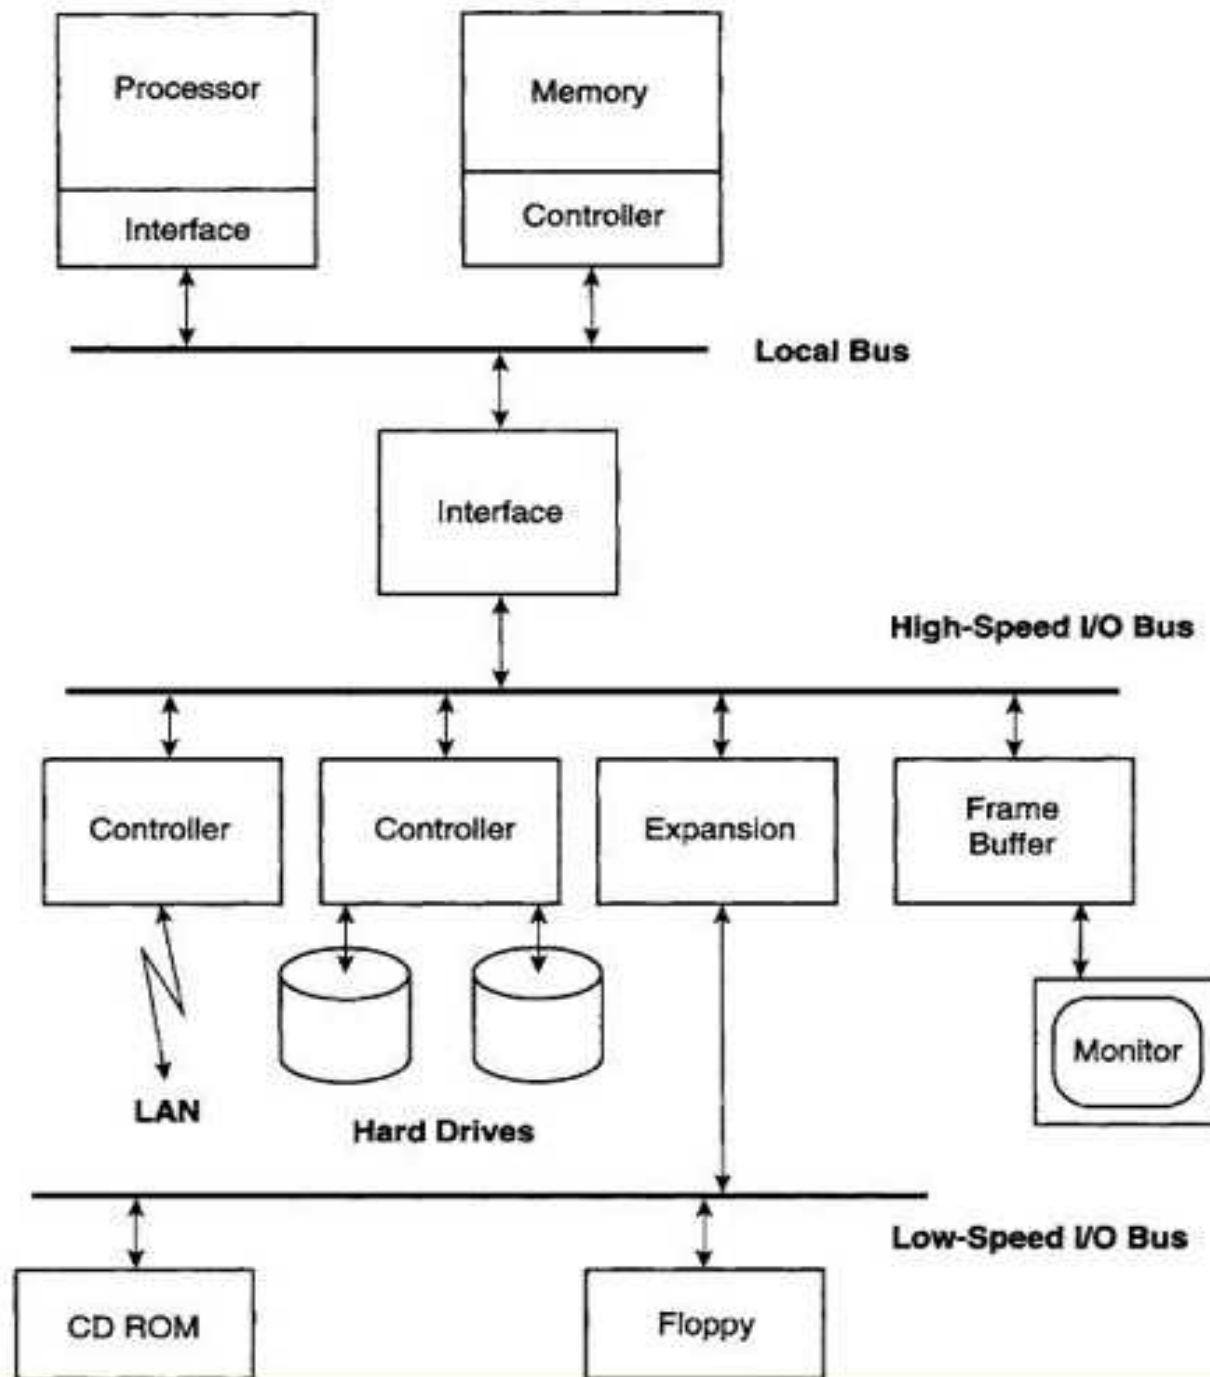 Processor
Memory
Interface
Controller
Local Bus
Interface
High-Speed I/O Bus
Controller
Controller
Expansion
Frame
Buffer
Monitor
LAN
Hard Drives
Low-Speed I/O Bus
CD ROM
Floppy